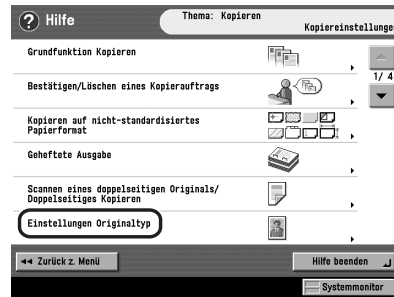 Hilfe
Thema: Kopieren
Kopiereinstellunge
Grundfunktion Kopieren
1/ 4
Bestätigen/Löschen eines Kopierauftrags
Kopieren auf nicht-standardisiertes
Papierformat
Geheftete Ausgabe
Scannen eines doppelseitigen Originals/
Doppelseitiges Kopieren
Einstellungen Originaltyp
Zurück z. Menü
Hilfe beenden
Systemmonitor